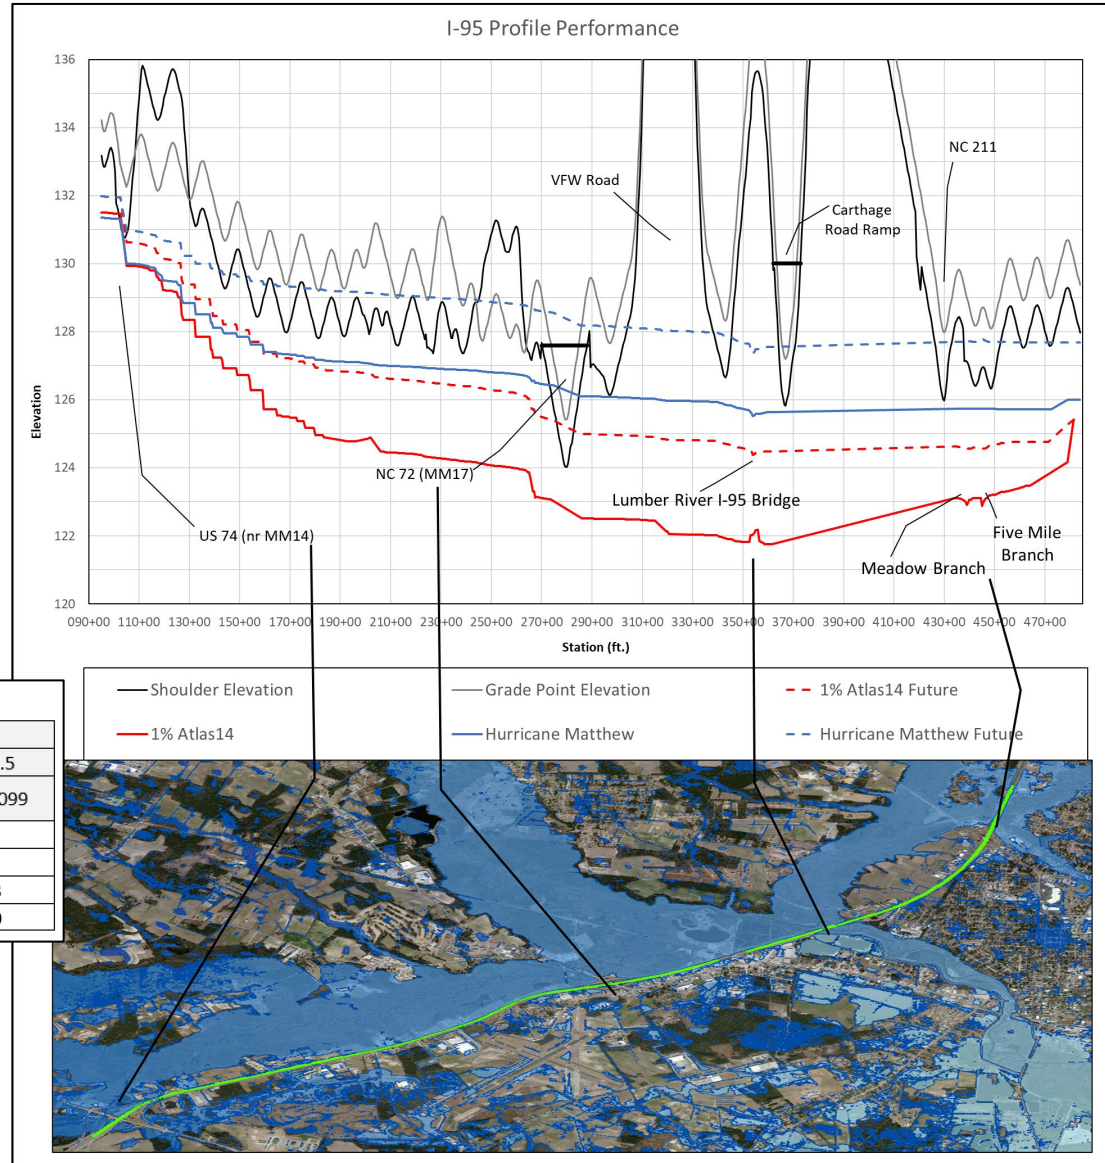 I-95 Profile Performance
136
134
132
130
128
126
124
122
120
Elevation
VFW Road
NC 211
Carthage
Road Ramp
NC 72 (MM17)
Lumber River I-95 Bridge
US 74 (nr MM14)
Five Mile
Branch
Meadow Branch
090+00 110+00 150+00 170+00 190+00 210+00 230+00 250+00 270+00 290+00 330+00 350+00 370+00 390+00 410+00 430+00 450+00 470+00
Station (ft.)
Shoulder Elevation
Grade Point Elevation
1% Atlas14 Future
1% Atlas14
Hurricane Matthew
Hurricane Matthew Future
.5
099